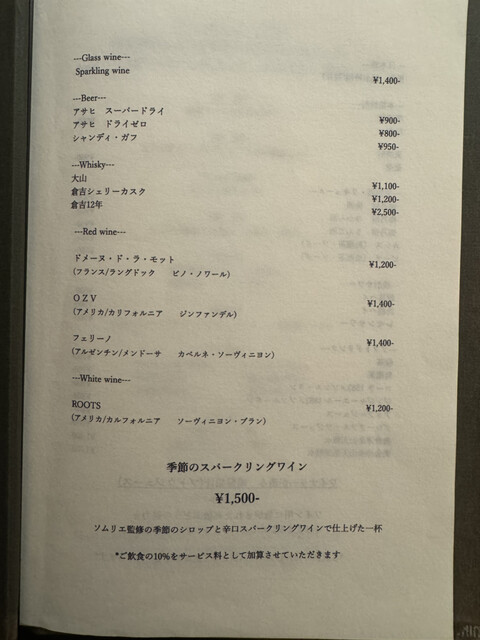 ---Glass wine---
Sparkling wine
¥1,400-
---Beer---
アサヒ スーパードライ
¥900-
アサヒ ドライゼロ
¥800-
シャンディ・ガフ
¥950-
---Whisky---
大山
¥1,100-
倉吉シェリーカスク
¥1,200-
倉吉12年
¥2,500-
---Red wine---
ドメーヌ・ド・ラ・モット
¥1,200-
(フランス/ラングドック ピノ・ノワール)
OZV
¥1,400-
(アメリカ/カリフォルニア ジンファンデル)
フェリーノ
¥1,400-
(アルゼンチン/メンドーサ カベルネ・ソーヴィニヨン)
---White wine---
ROOTS
¥1,200-
(アメリカ/カルフォルニア ソーヴィニヨン・ブラン)
季節のスパークリングワイン
¥1,500-
ソムリエ監修の季節のシロップと辛口スパークリングワインで仕上げた一杯
*ご飲食の10%をサービス料として加算させていただきます